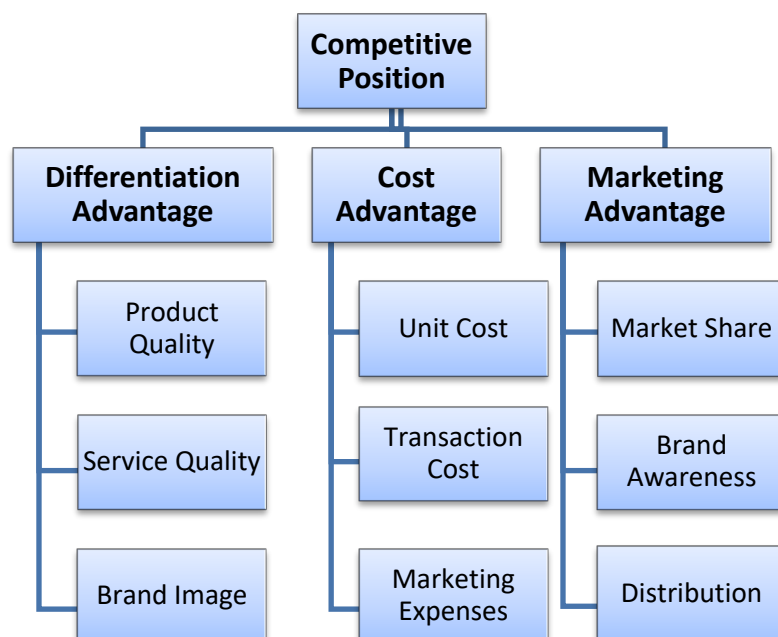 Competitive
Position
Differentiation
Advantage
Cost
Advantage
Marketing
Advantage
Product
Quality
Unit Cost
Market Share
Service Quality
Transaction
Cost
Brand
Awareness
Brand Image
Marketing
Expenses
Distribution